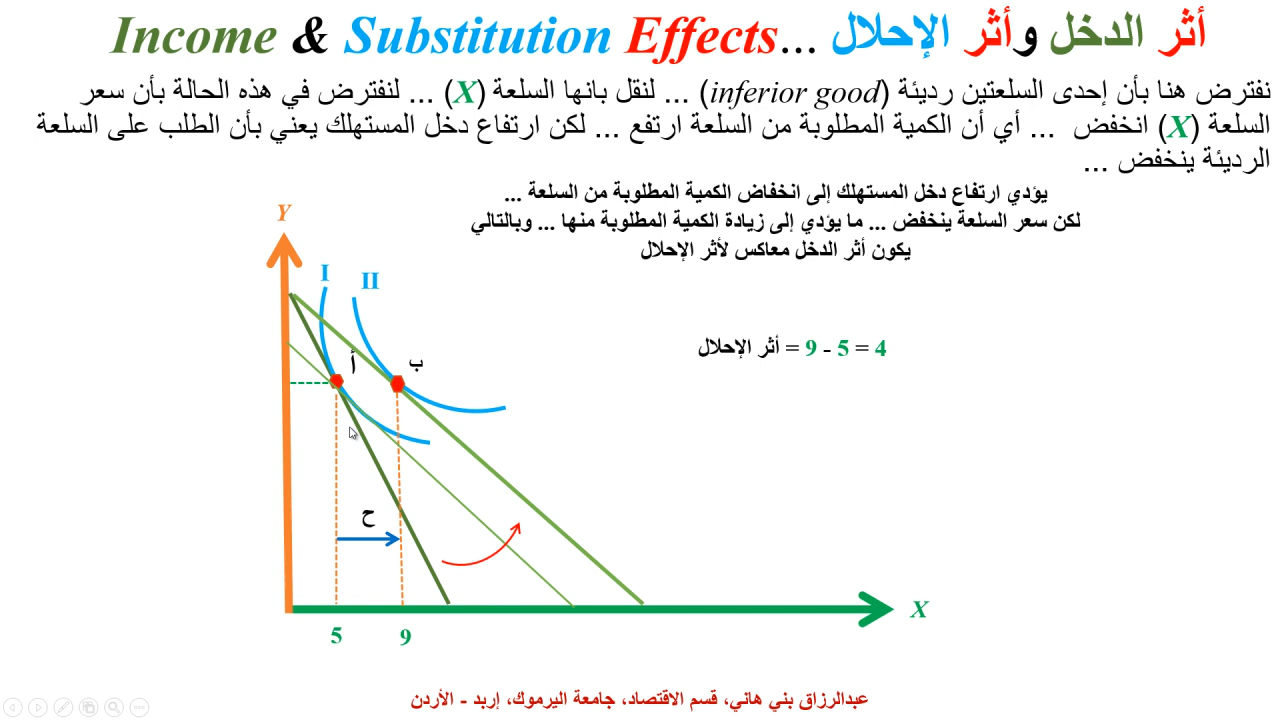 أثر الدخل وأثر الإحلال ... Income & Substitution Effects
نفترض هنا بأن إحدى السلعتين رديئة (inferior good) ... لنقل بانها السلعة (X) ... لنفترض في هذه الحالة بأن سعر
السلعة (X) انخفض ... أي أن الكمية المطلوبة من السلعة ارتفع ... لكن ارتفاع دخل المستهلك يعني بأن الطلب على السلعة
الرديئة ينخفض ...
يؤدي ارتفاع دخل المستهلك إلى انخفاض الكمية المطلوبة من السلعة ...
لكن سعر السلعة ينخفض ... ما يؤدي إلى زيادة الكمية المطلوبة منها ... وبالتالي
يكون أثر الدخل معاكس لأثر الإحلال
Y
I
II
أ
ب
أثر الإحلال = 9 - 5 = 4
ح
X
5
9
عبدالرزاق بني هاني، قسم الاقتصاد، جامعة اليرموك، إربد - الأردن